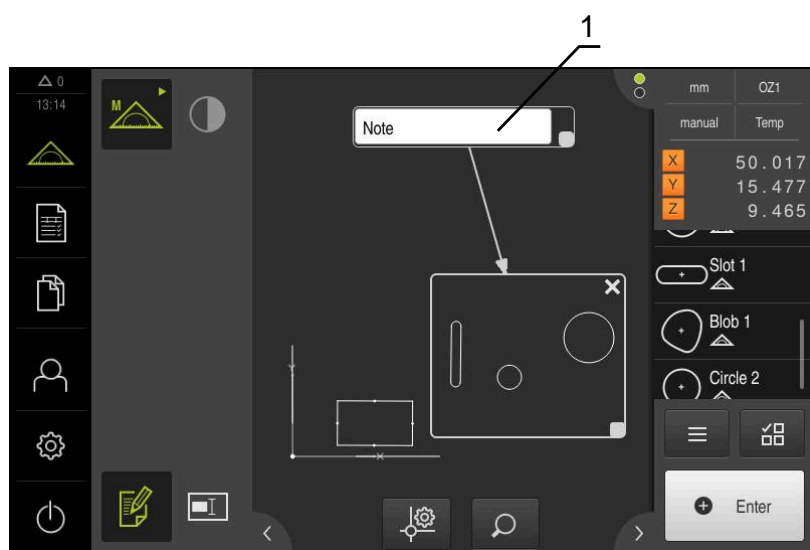 1
0
13:14
M
Note
mm
OZ1
manual
Temp
X 50.017
Y 15.477
Z 9.465
Slot 1
Blob 1
Circle 2
Y
X
Enter